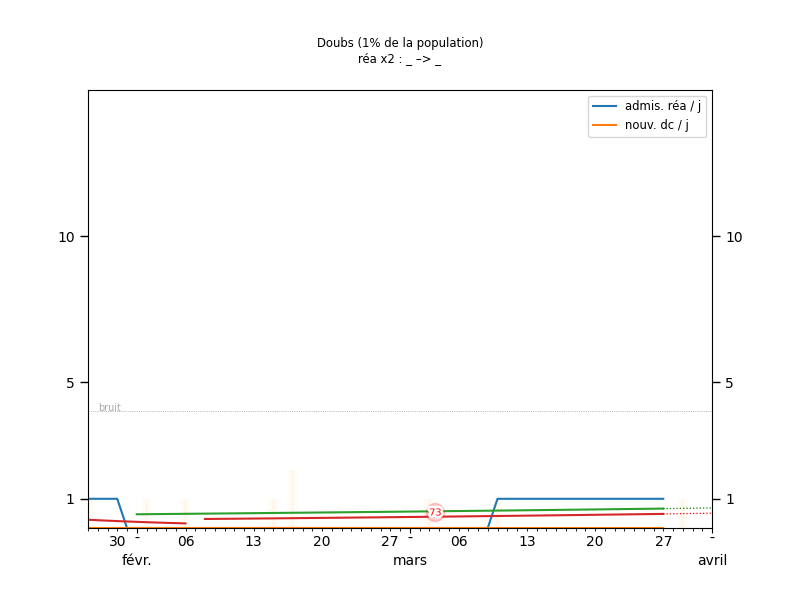 Doubs (1% de la population)
réa x2 : _ –> _
admis. réa / j
nouv. dc / j
10 10
5 5
bruit
1 1
73
30 - 06 13 20 27 - 06 13 20 27 -
févr. mars avril